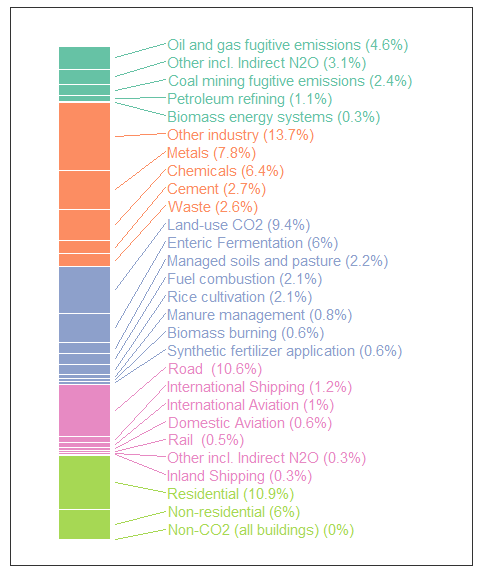 Oil and gas fugitive emissions (4.6%)
Other incl. Indirect N2O (3.1%)
Coal mining fugitive emissions (2.4%)
Petroleum refining (1.1%)
Biomass energy systems (0.3%)
Other industry (13.7%)
Metals (7.8%)
Chemicals (6.4%)
Cement (2.7%)
Waste (2.6%)
Land-use CO2 (9.4%)
Enteric Fermentation (6%)
Managed soils and pasture (2.2%)
Fuel combustion (2.1%)
Rice cultivation (2.1%)
Manure management (0.8%)
Biomass burning (0.6%)
Synthetic fertilizer application (0.6%)
Road (10.6%)
International Shipping (1.2%)
International Aviation (1%)
Domestic Aviation (0.6%)
Rail (0.5%)
Other incl. Indirect N2O (0.3%)
Inland Shipping (0.3%)
Residential (10.9%)
Non-residential (6%)
Non-CO2 (all buildings) (0%)